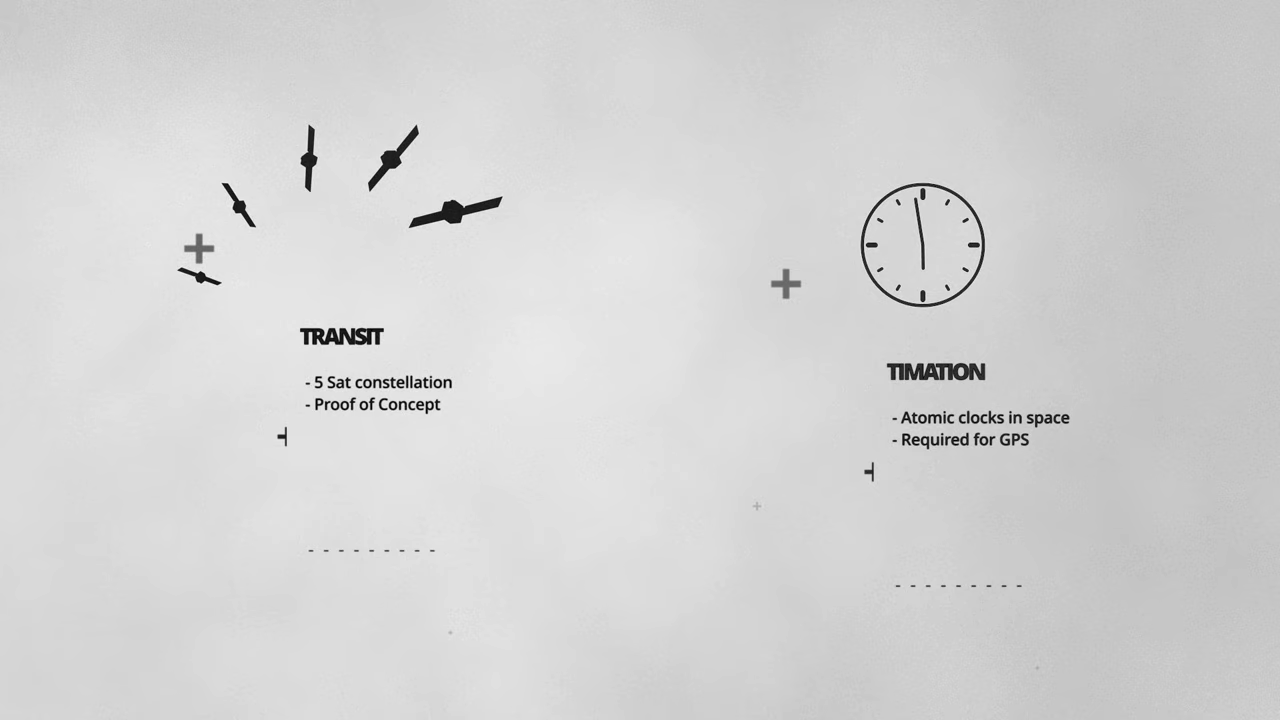 TRANSIT
- 5 Sat constellation
- Proof of Concept
TIMATION
- Atomic clocks in space
- Required for GPS